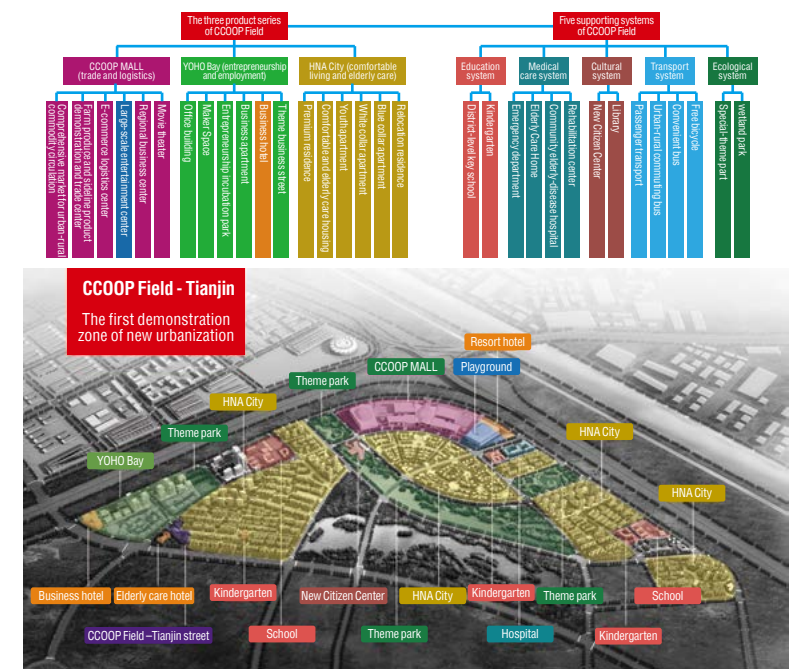 The three product series
of CCOOP Field
Five supporting systems
of CCOOP Field
CCOOP MALL
(trade and logistics)
YOHO Bay (entrepreneurship
and employment)
HNA City (comfortable
living and elderly care)
Education
system
Medical
care system
Cultural
system
Transport
system
Ecological
system
Comprehensive market for urban-rural
commodity circulation
Farm produce and sideline product
demonstration and trade center
E-commerce logistics center
Large-scale entertainment center
Regional business center
Movie theater
Office building
Maker Space
Entrepreneurship incubation park
Business apartment
Business hotel
Theme business street
Premium residence
Comfortable and elderly care housing
Youth apartment
White collar apartment
Blue collar apartment
Relocation residence
District-level key school
Kindergarten
Emergency department
Elderly Care Home
Community elderly-disease hospital
Rehabilitation center
New Citizen Center
Library
Passenger transport
Urban-rural commuting bus
Convenient bus
Free bicycle
Special-theme part
wetland park
CCOOP Field - Tianjin
The first demonstration
zone of new urbanization
Resort hotel
CCOOP MALL
Playground
Theme park
HNA City
Theme park
HNA City
YOHO Bay
HNA City
Business hotel
Elderly care hotel
Kindergarten
New Citizen Center
HNA City
Kindergarten
Theme park
School
CCOOP Field –Tianjin street
School
Theme park
Hospital
Kindergarten